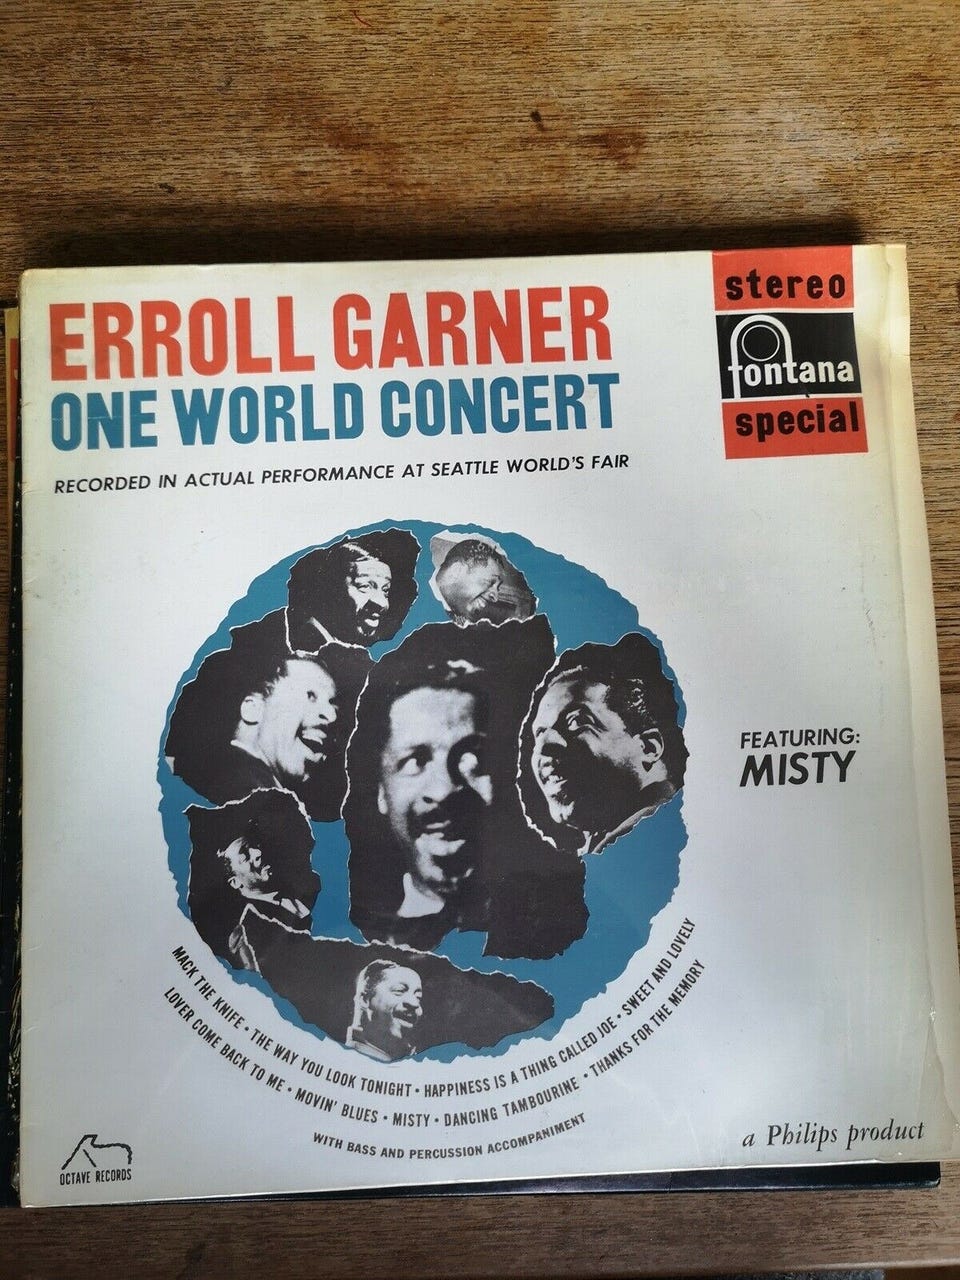 ERROLL GARNER
ONE WORLD CONCERT
RECORDED IN ACTUAL PERFORMANCE AT SEATTLE WORLD'S FAIR
stereo
fontana
special
FEATURING:
MISTY
MACK THE KNIFE • THE WAY YOU LOOK TONIGHT • HAPPINESS IS A THING CALLED JOE • SWEET AND LOVELY
LOVER COME BACK TO ME • MOVIN' BLUES • MISTY • DANCING TAMBOURINE • THANKS FOR THE MEMORY
WITH BASS AND PERCUSSION ACCOMPANIMENT
OCTAVE RECORDS
a Philips product